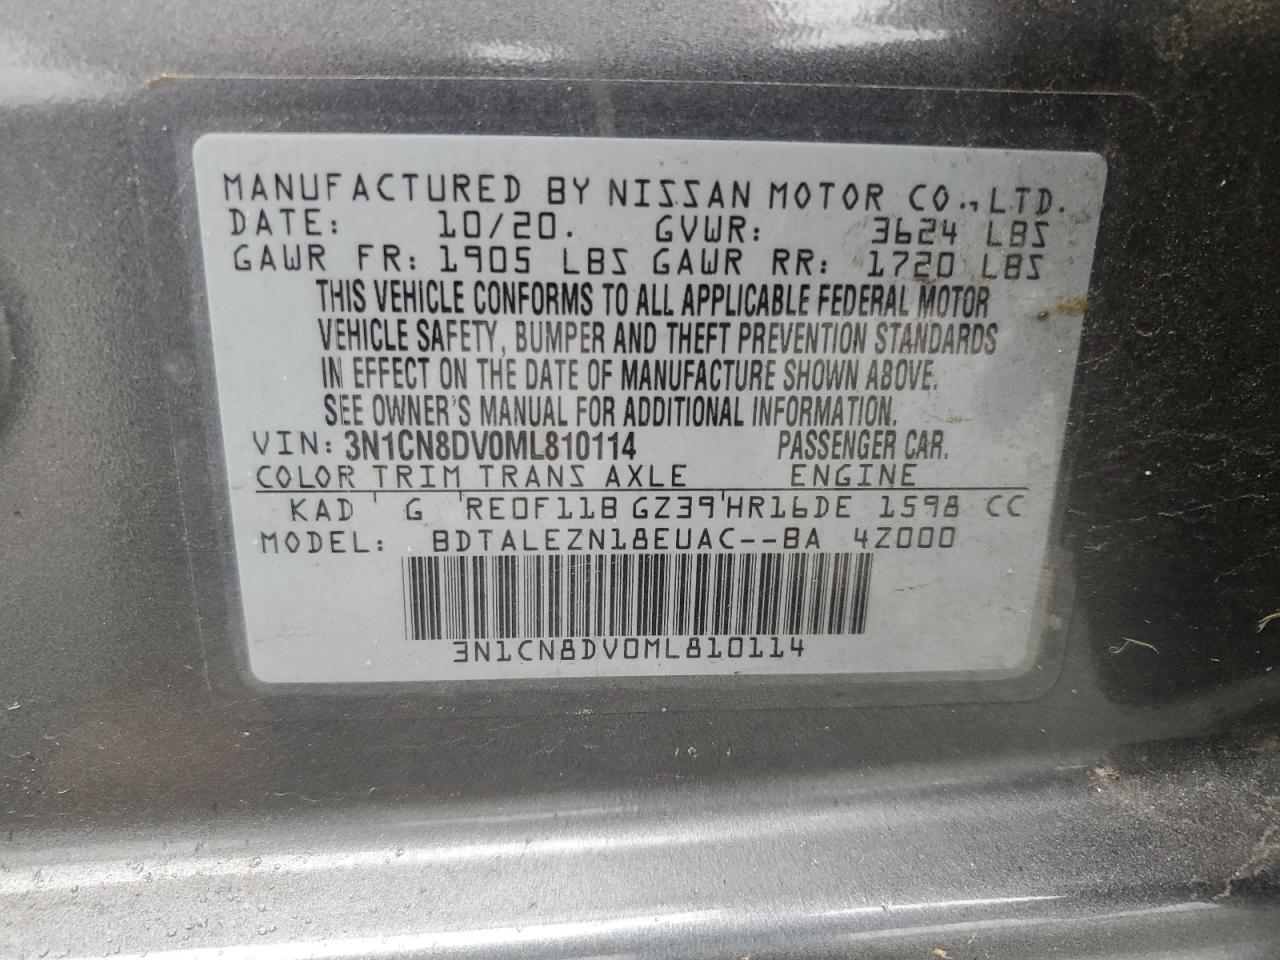 MANUFACTURED BY NISSAN MOTOR CO., LTD.
DATE: 10/20. GVWR: 3624 LBS
GAWR FR: 1905 LBS GAWR RR: 1720 LBS
THIS VEHICLE CONFORMS TO ALL APPLICABLE FEDERAL MOTOR
VEHICLE SAFETY, BUMPER AND THEFT PREVENTION STANDARDS
IN EFFECT ON THE DATE OF MANUFACTURE SHOWN ABOVE.
SEE OWNER'S MANUAL FOR ADDITIONAL INFORMATION.
VIN: 3N1CN8DV0ML810114 PASSENGER CAR.
COLOR TRIM TRANS AXLE ENGINE
KAD ' G ' RE0F11B GZ39'HR16DE 1598 CC
MODEL: BDTALEZN18EUAC--BA 4Z000
3N1CN8DV0ML810114